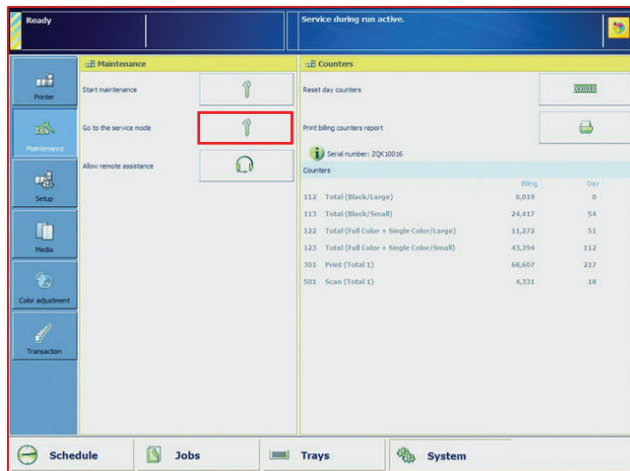 Ready
Service during run active.
Printer
Maintenance
Setup
Media
Color adjustment
Transaction
Maintenance
Start maintenance
Go to the service mode
Allow remote assistance
Counters
Reset day counters
Print billing counters report
Serial number: ZQK10016
Counters
Billing Day
112 Total (Black/Large) 6,019 0
113 Total (Black/Small) 24,417 54
122 Total (Full Color + Single Color/Large) 11,272 51
123 Total (Full Color + Single Color/Small) 43,394 112
301 Print (Total 1) 68,607 217
501 Scan (Total 1) 4,331 18
Schedule
Jobs
Trays
System